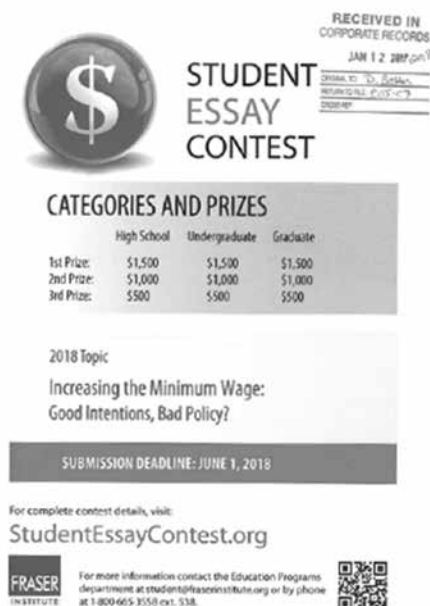 RECEIVED IN
CORPORATE RECORDS
JAN 12
$
STUDENT
ESSAY
CONTEST
CATEGORIES AND PRIZES
High School Undergraduate Graduate
1st Prize: $1,500 $1,500 $1,500
2nd Prize: $1,000 $1,000 $1,000
3rd Prize: $500 $500 $500
2018 Topic
Increasing the Minimum Wage:
Good Intentions, Bad Policy?
SUBMISSION DEADLINE: JUNE 1, 2018
For complete contest details, visit:
StudentEssayContest.org
FRASER
INSTITUTE
For more information contact the Education Programs
department at student@fraserinstitute.org or by phone
at 1-800-665-3558 ext. 538.